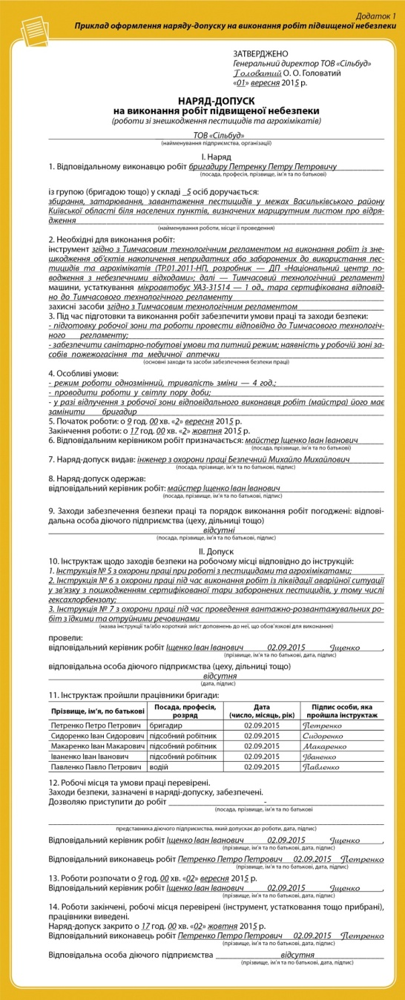 Додаток 1
Приклад оформлення наряду-допуску на виконання робіт підвищеної небезпеки
ЗАТВЕРДЖЕНО
Генеральний директор ТОВ «Сільбуд»
Головатий О. О. Головатий
«01» вересня 2015 р.
НАРЯД-ДОПУСК
на виконання робіт підвищеної небезпеки
(роботи зі знешкодження пестицидів та агрохімікатів)
ТОВ «Сільбуд»
(найменування підприємства, організації)
І. Наряд
1. Відповідальному виконавцю робіт бригадиру Петренку Петру Петровичу
(посада, професія, прізвище, ім’я та по батькові)
із групою (бригадою тощо) у складі _5 осіб доручається:
збирання, затарювання, завантаження пестицидів у межах Васильківського району
Київської області біля населених пунктів, визначених маршрутним листом про відря-
дження
(найменування роботи, місце її проведення)
2. Необхідні для виконання робіт:
інструмент згідно з Тимчасовим технологічним регламентом на виконання робіт із зне-
шкодження об’єктів накопичення непридатних або заборонених до використання пес-
тицидів та агрохімікатів (ТР.01.2011-НП, розробник — ДП «Національний центр по-
водження з небезпечними відходами»; далі — Тимчасовий технологічний регламент)
машини, устаткування мікроавтобус УАЗ-31514 — 1 од., тара сертифікована відповід-
но до Тимчасового технологічного регламенту
захисні засоби згідно з Тимчасовим технологічним регламентом
3. Під час підготовки та виконання робіт забезпечити умови праці та заходи безпеки:
- підготовку робочої зони та роботи провести відповідно до Тимчасового технологіч-
ного регламенту;
- забезпечити санітарно-побутові умови та питний режим; наявність у робочій зоні за-
собів пожежогасіння та медичної аптечки
(основні заходи та засоби забезпечення безпеки праці)
4. Особливі умови:
- режим роботи однозмінний, тривалість зміни — 4 год.;
- проводити роботи у світлу пору доби;
- у разі відлучення з робочої зони відповідального виконавця робіт (майстра) його має
замінити бригадир
5. Початок роботи: о 9 год. 00 хв. «2» вересня 2015 р.
Закінчення роботи: о 17 год. 00 хв. «2» жовтня 2015 р.
6. Відповідальним керівником робіт призначається: майстер Іщенко Іван Іванович
(посада, прізвище, ім’я та по батькові)
7. Наряд-допуск видав: інженер з охорони праці Безпечний Михайло Михайлович
(посада, прізвище, ім’я та по батькові, підпис)
8. Наряд-допуск одержав:
відповідальний керівник робіт: майстер Іщенко Іван Іванович
(посада, прізвище, ім’я та по батькові, підпис)
9. Заходи забезпечення безпеки праці та порядок виконання робіт погоджені: відпові-
дальна особа діючого підприємства (цеху, дільниці тощо)
відсутні
(посада, прізвище, ім’я та по батькові, підпис)
ІІ. Допуск
10. Інструктаж щодо заходів безпеки на робочому місці відповідно до інструкцій:
1. Інструкція № 5 з охорони праці при роботі з пестицидами та агрохімікатами;
2. Інструкція № 6 з охорони праці під час виконання робіт із ліквідації аварійної ситуації
у зв’язку з пошкодженням сертифікованої тари заборонених пестицидів, у тому числі
гексахлорбензолу;
3. Інструкція № 7 з охорони праці під час проведення вантажно-розвантажувальних ро-
біт з їдкими та отруйними речовинами
(назва інструкції та/або короткий зміст доповнень до неї, що обов’язкові для виконання)
провели:
відповідальний керівник робіт Іщенко Іван Іванович 02.09.2015 Іщенко ,
(прізвище, ім’я та по батькові, дата, підпис)
відповідальна особа діючого підприємства (цеху, дільниці тощо)
відсутня
(дата, підпис)
11. Інструктаж пройшли працівники бригади:
Прізвище, ім’я, по батькові Посада, професія, розряд Дата (число, місяць, рік) Підпис особи, яка пройшла інструктаж
Петренко Петро Петрович бригадир 02.09.2015 Петренко
Сидоренко Іван Сидорович підсобний робітник 02.09.2015 Сидоренко
Макаренко Іван Макарович підсобний робітник 02.09.2015 Макаренко
Іваненко Іван Іванович підсобний робітник 02.09.2015 Іваненко
Павленко Павло Петрович водій 02.09.2015 Павленко
12. Робочі місця та умови праці перевірені.
Заходи безпеки, зазначені в наряді-допуску, забезпечені.
Дозволяю приступити до робіт -
(посада, прізвище, ім’я та по батькові
представника діючого підприємства, який допускає до роботи, дата, підпис)
Відповідальний керівник робіт Іщенко Іван Іванович 02.09.2015 Іщенко ,
(прізвище, ім’я та по батькові, дата, підпис)
Відповідальний виконавець робіт Петренко Петро Петрович 02.09.2015 Петренко
(прізвище, ім’я та по батькові, дата, підпис)
13. Роботи розпочати о 9 год. 00 хв. «02» вересня 2015 р.
Відповідальний керівник робіт Іщенко Іван Іванович 02.09.2015 Іщенко ,
(прізвище, ім’я та по батькові, дата, підпис)
14. Роботи закінчені, робочі місця перевірені (інструмент, устатковання тощо прибрані),
працівники виведені.
Наряд-допуск закрито о 17 год. 00 хв. «02» жовтня 2015 р.
Відповідальний виконавець робіт Петренко Петро Петрович 02.09.2015 Петренко
(прізвище, ім’я та по батькові, дата, підпис)
Відповідальна особа діючого підприємства відсутня
(прізвище, ім’я та по батькові, дата, підпис)